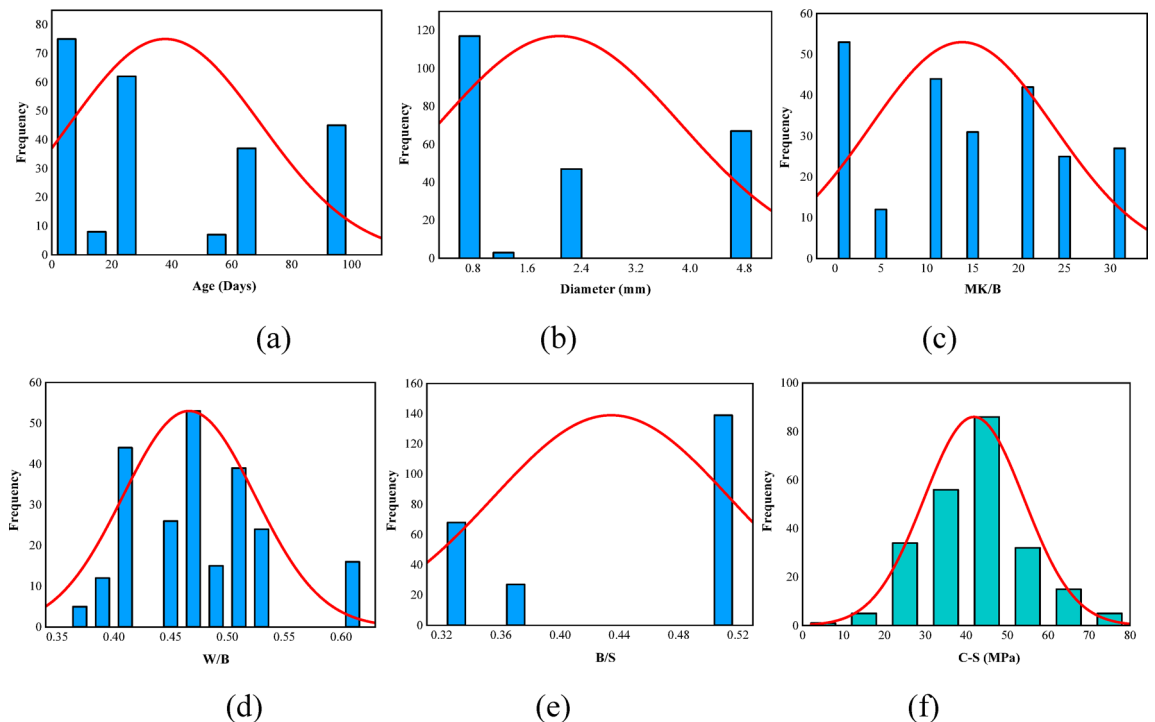 80
70
60
50
40
30
20
10
0
Frequency
0 20 40 60 80 100
Age (Days)
(a)
120
100
80
60
40
20
0
Frequency
0.8 1.6 2.4 3.2 4.0 4.8
Diameter (mm)
(b)
60
50
40
30
20
10
0
Frequency
0 5 10 15 20 25 30
MK/B
(c)
60
50
40
30
20
10
0
Frequency
0.35 0.40 0.45 0.50 0.55 0.60
W/B
(d)
160
140
120
100
80
60
40
20
0
Frequency
0.32 0.36 0.40 0.44 0.48 0.52
B/S
(e)
100
80
60
40
20
0
Frequency
0 10 20 30 40 50 60 70 80
C-S (MPa)
(f)